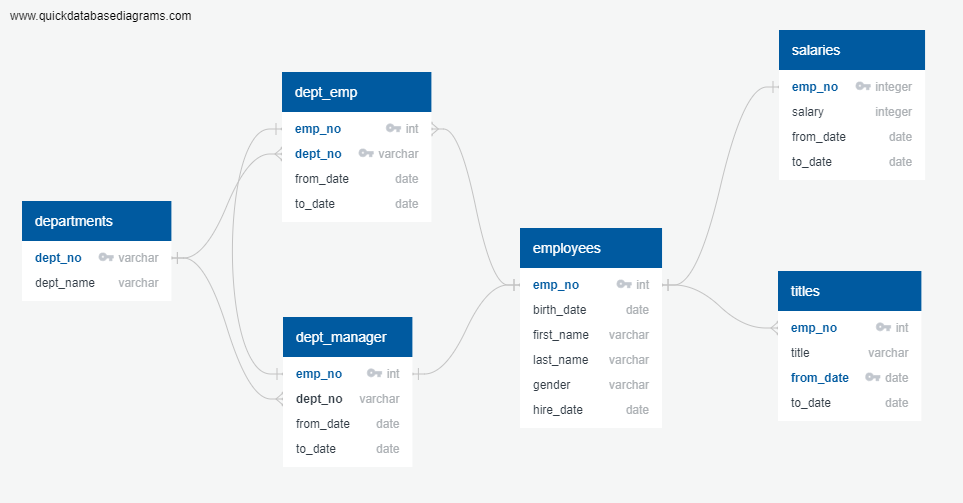 www.quickdatabasediagrams.com
departments
dept_no varchar
dept_name varchar
dept_emp
emp_no int
dept_no varchar
from_date date
to_date date
dept_manager
emp_no int
dept_no varchar
from_date date
to_date date
employees
emp_no int
birth_date date
first_name varchar
last_name varchar
gender varchar
hire_date date
salaries
emp_no integer
salary integer
from_date date
to_date date
titles
emp_no int
title varchar
from_date date
to_date date